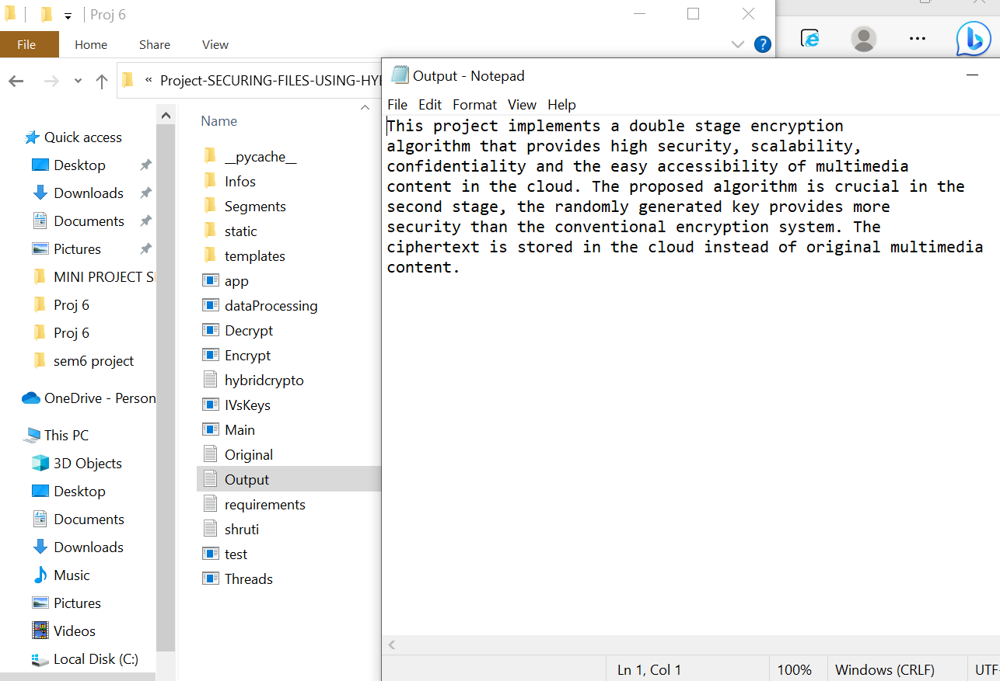 Proj 6
File Home Share View
?
« Project-SECURING-FILES-USING-HYB
Quick access
Desktop
Downloads
Documents
Pictures
MINI PROJECT S
Proj 6
Proj 6
sem6 project
OneDrive - Person
This PC
3D Objects
Desktop
Documents
Downloads
Music
Pictures
Videos
Local Disk (C:)
Name
__pycache__
Infos
Segments
static
templates
app
dataProcessing
Decrypt
Encrypt
hybridcrypto
IVsKeys
Main
Original
Output
requirements
shruti
test
Threads
Output - Notepad
File Edit Format View Help
This project implements a double stage encryption
algorithm that provides high security, scalability,
confidentiality and the easy accessibility of multimedia
content in the cloud. The proposed algorithm is crucial in the
second stage, the randomly generated key provides more
security than the conventional encryption system. The
ciphertext is stored in the cloud instead of original multimedia
content.
Ln 1, Col 1 100% Windows (CRLF) UTF-